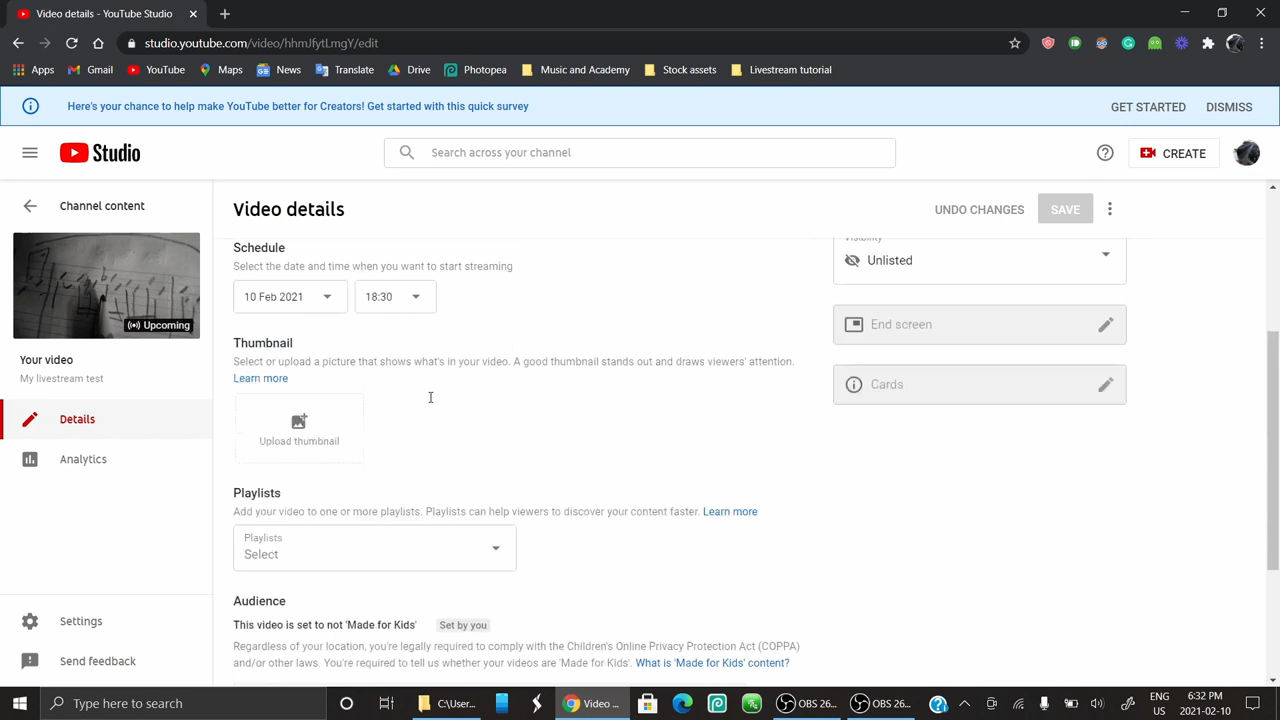 Video details - YouTube Studio
studio.youtube.com/video/hhmJfytLmgY/edit
Apps Gmail YouTube Maps News Translate Drive Photopea Music and Academy Stock assets Livestream tutorial
Here's your chance to help make YouTube better for Creators! Get started with this quick survey GET STARTED DISMISS
Studio Search across your channel CREATE
Channel content
Video details UNDO CHANGES SAVE
Upcoming
Your video
My livestream test
Details
Analytics
Settings
Send feedback
Schedule
Select the date and time when you want to start streaming
10 Feb 2021 18:30
Thumbnail
Select or upload a picture that shows what's in your video. A good thumbnail stands out and draws viewers' attention.
Learn more
Upload thumbnail
Playlists
Add your video to one or more playlists. Playlists can help viewers to discover your content faster. Learn more
Playlists
Select
Audience
This video is set to not 'Made for Kids' Set by you
Regardless of your location, you're legally required to comply with the Children's Online Privacy Protection Act (COPPA)
and/or other laws. You're required to tell us whether your videos are 'Made for Kids'. What is 'Made for Kids' content?
Visibility
Unlisted
End screen
Cards
Type here to search C:\User... Video ... OBS 26... OBS 26... ENG 6:32 PM
US 2021-02-10